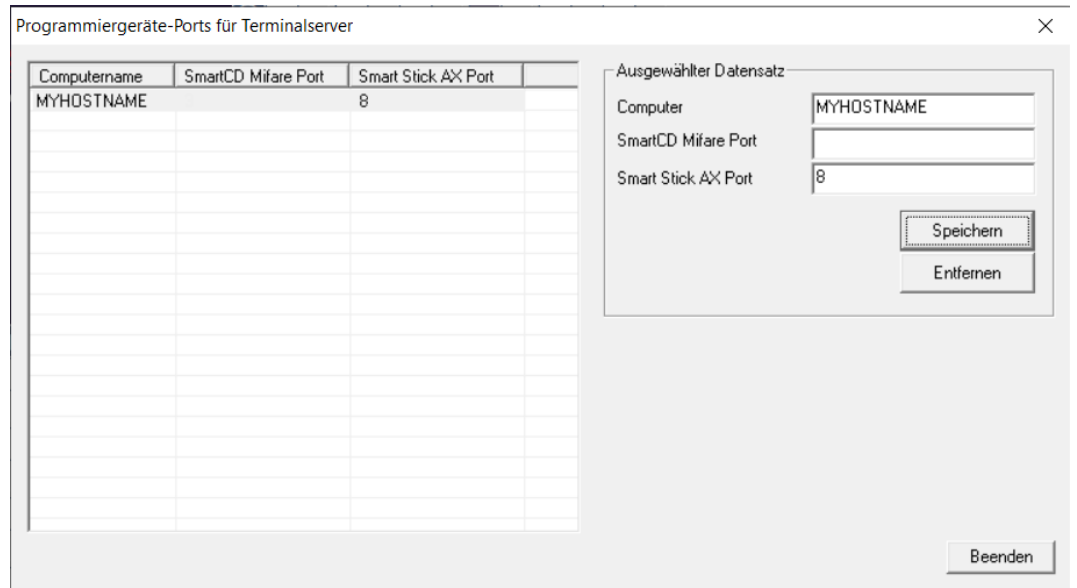 Programmiergeräte-Ports für Terminalserver
Computername SmartCD Mifare Port Smart Stick AX Port
MYHOSTNAME 8
Ausgewählter Datensatz
Computer MYHOSTNAME
SmartCD Mifare Port
Smart Stick AX Port 8
Speichern
Entfernen
Beenden